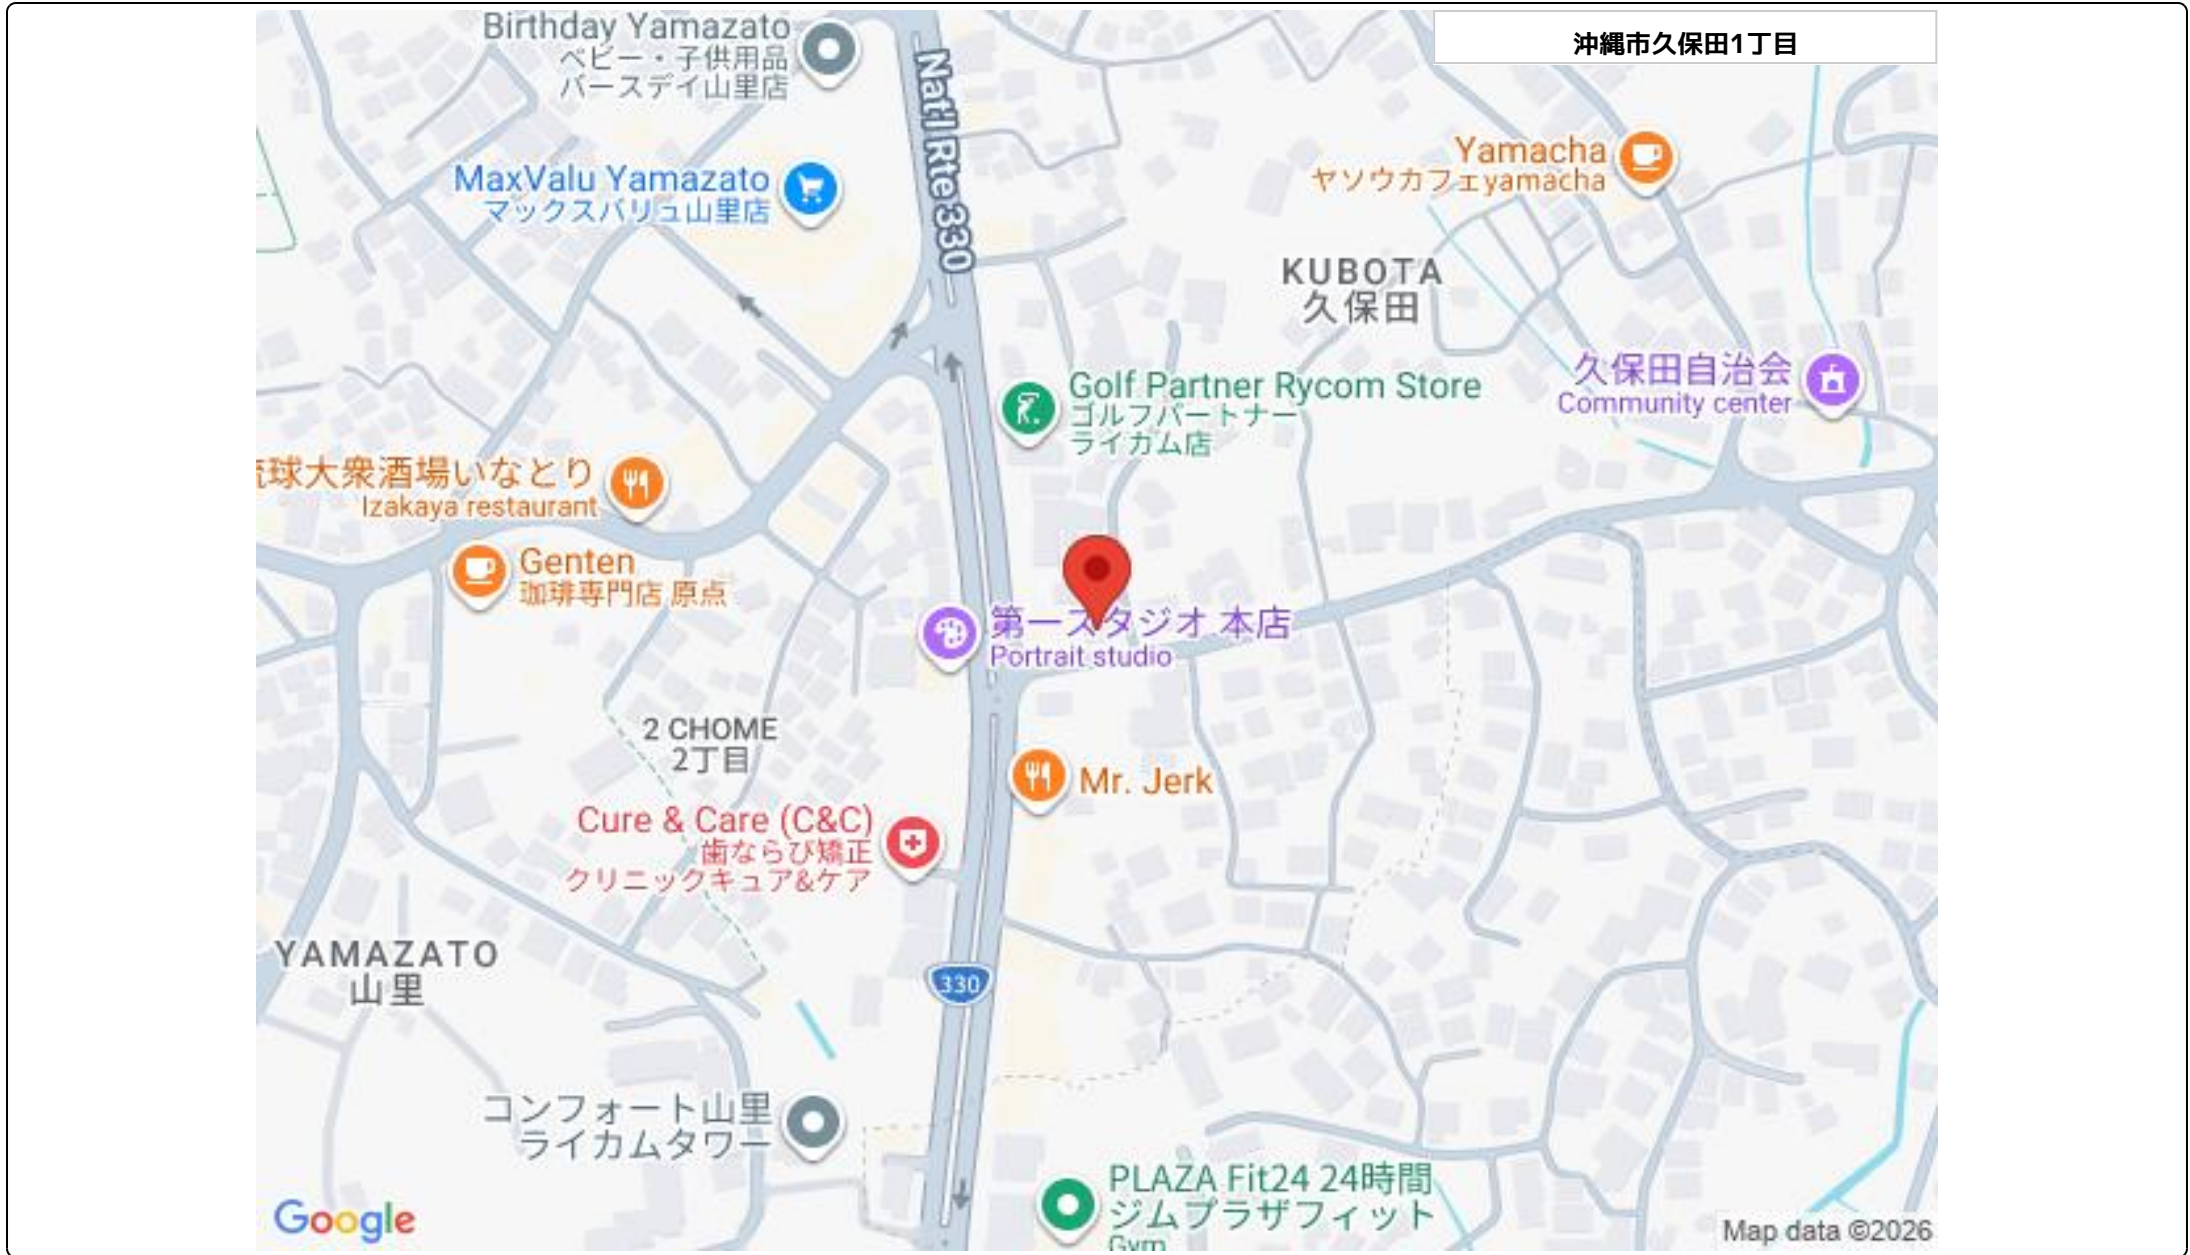 沖縄市久保田1丁目
Birthday Yamazato
ベビー・子供用品
バースデイ山里店
Nat'l Rte 330
MaxValu Yamazato
マックスバリュ山里店
Yamacha
ヤソウカフェyamacha
KUBOTA
久保田
久保田自治会
Community center
Golf Partner Rycom Store
ゴルフパートナー
ライカム店
球大衆酒場いなとり
Izakaya restaurant
Genten
珈琲専門店 原点
第一スタジオ 本店
Portrait studio
2 CHOME
2丁目
Mr. Jerk
Cure & Care (C&C)
歯ならび矯正
クリニックキュア&ケア
YAMAZATO
山里
330
コンフォート山里
ライカムタワー
PLAZA Fit24 24時間
ジムプラザフィット
Gym
Google
Map data ©2026